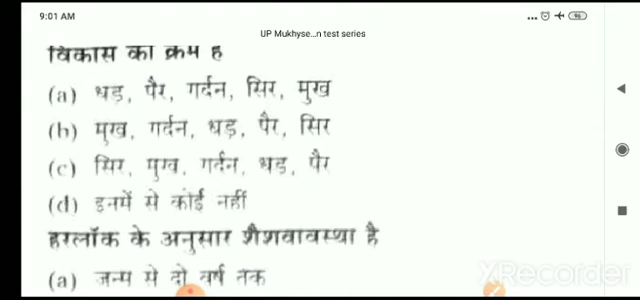 9:01 AM
... 96
UP Mukhyse...n test series
विकास का क्रम है
(a) धड़, पैर, गर्दन, सिर, मुख
(b) मुख, गर्दन, धड़, पैर, सिर
(c) सिर, मुख, गर्दन, धड़, पैर
(d) इनमें से कोई नहीं
हरलॉक के अनुसार शैशवावस्था है
(a) जन्म से दो वर्ष तक
XRecorder